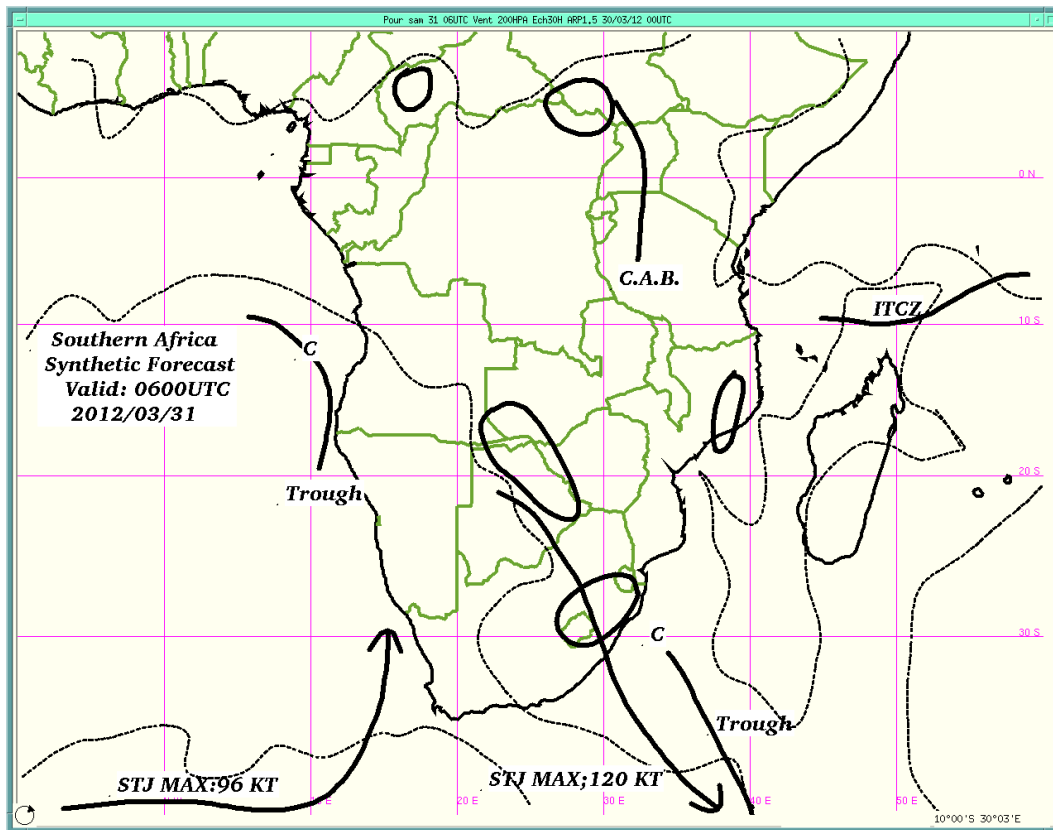 Pour sam 31 06UTC Vent 200HPA Ech30H ARP1.5 30/03/12 00UTC
0 N
C.A.B.
ITCZ
10 S
Southern Africa
Synthetic Forecast
Valid: 0600UTC
2012/03/31
C
20 S
Trough
C
30 S
Trough
STJ MAX:96 KT
STJ MAX;120 KT
20 E
30 E
50 E
10°00'S 30°03'E